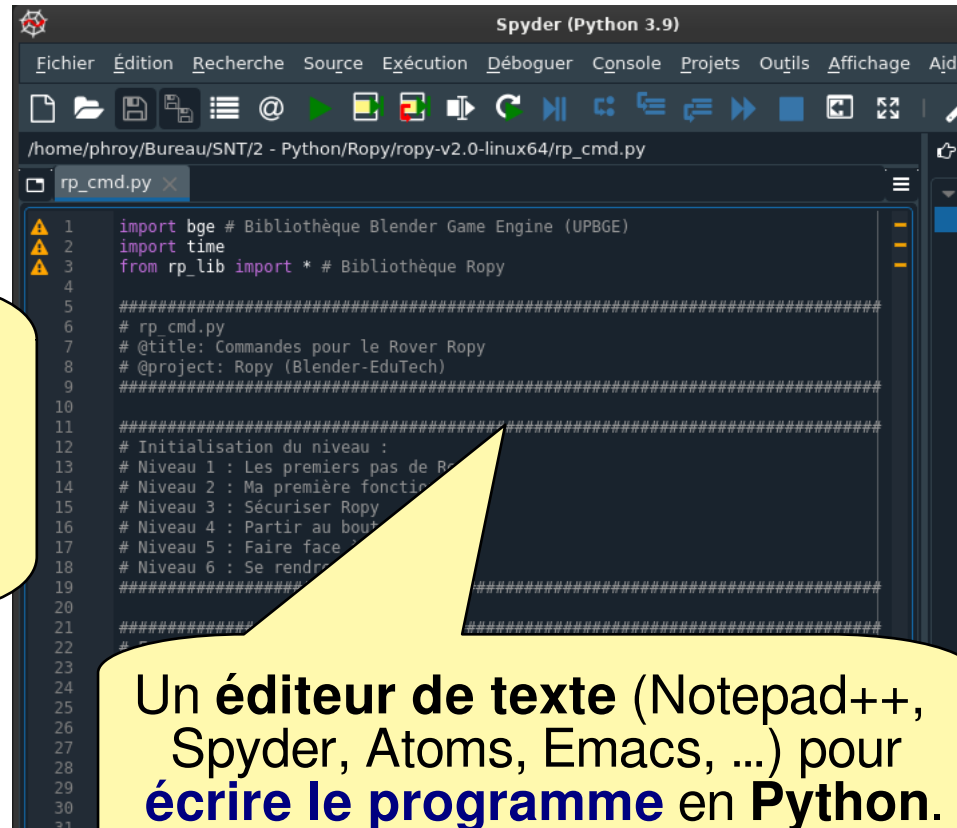 Spyder (Python 3.9)
Fichier Édition Recherche Source Exécution Déboguer Console Projets Outils Affichage Aid
/home/phroy/Bureau/SNT/2 - Python/Ropy/ropy-v2.0-linux64/rp_cmd.py
rp_cmd.py
1 import bge # Bibliothèque Blender Game Engine (UPBGE)
2 import time
3 from rp_lib import * # Bibliothèque Ropy
4
5 ###############################################################################
6 # rp_cmd.py
7 # @title: Commandes pour le Rover Ropy
8 # @project: Ropy (Blender-EduTech)
9 ###############################################################################
10
11 ###############################################################################
12 # Initialisation du niveau :
13 # Niveau 1 : Les premiers pas de
14 # Niveau 2 : Ma première fonctio
15 # Niveau 3 : Sécuriser Ropy
16 # Niveau 4 : Partir au bout
17 # Niveau 5 : Faire face
18 # Niveau 6 : Se rendre
19 ###############################################################################
20
21 ###############################################################################
22 #
23
24
25
26
27
28
29
30
31
Un éditeur de texte (Notepad++,
Spyder, Atoms, Emacs, ...) pour
écrire le programme en Python.